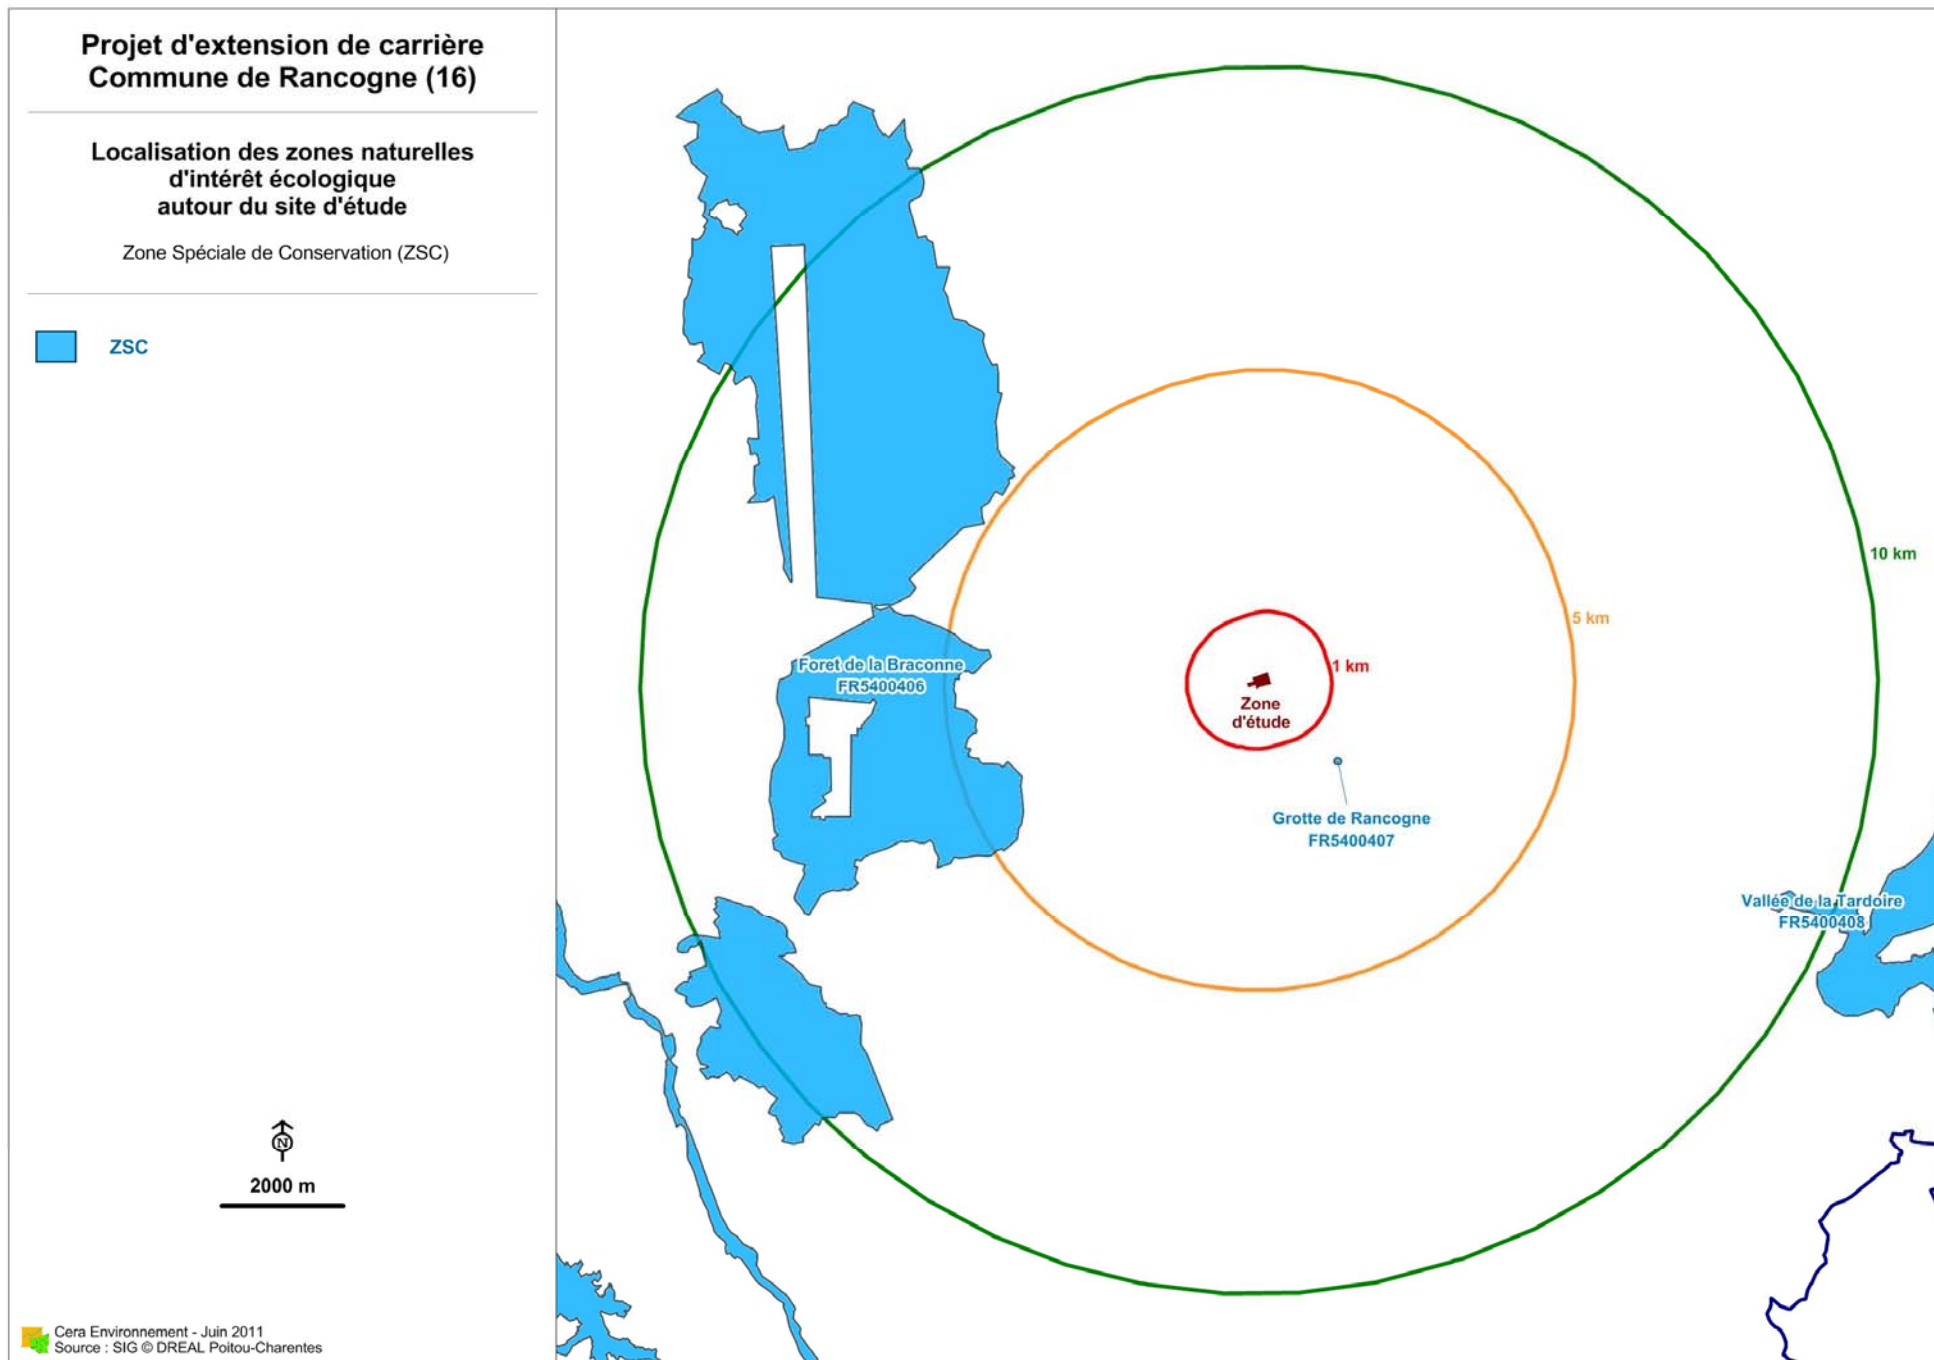 Projet d'extension de carrière
Commune de Rancogne (16)
Localisation des zones naturelles
d'intérêt écologique
autour du site d'étude
Zone Spéciale de Conservation (ZSC)
ZSC
N
2000 m
Cera Environnement - Juin 2011
Source : SIG © DREAL Poitou-Charentes
10 km
5 km
1 km
Foret de la Braconne
FR5400406
Zone
d'étude
Grotte de Rancogne
FR5400407
Vallée de la Tardoire
FR5400408